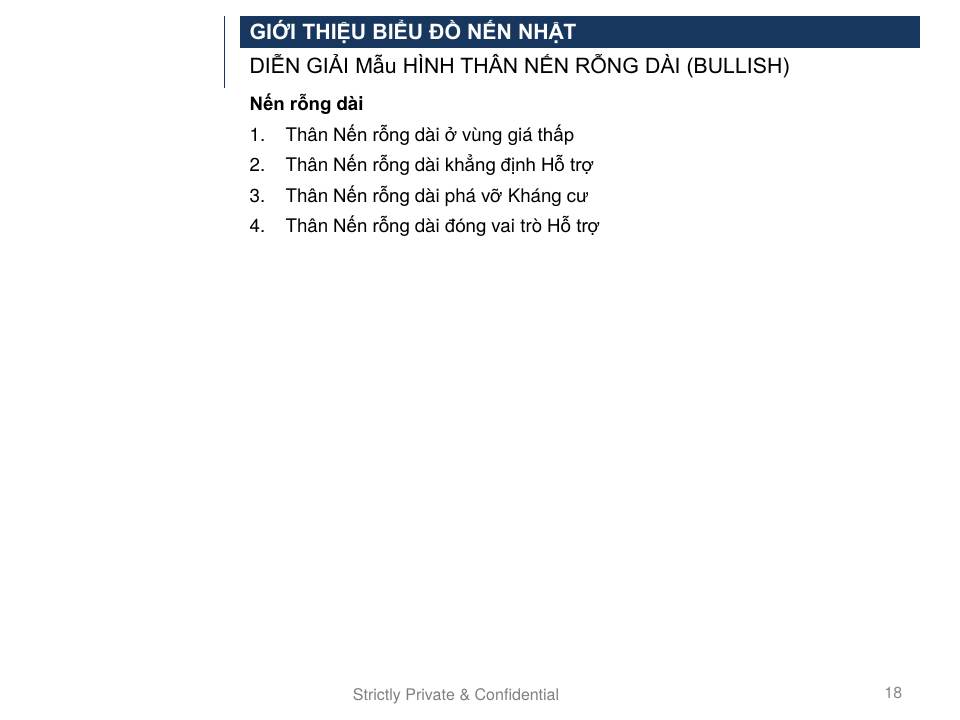 GIỚI THIỆU BIỂU ĐỒ NẾN NHẬT
DIỄN GIẢI Mẫu HÌNH THÂN NẾN RỖNG DÀI (BULLISH)
Nến rỗng dài
1. Thân Nến rỗng dài ở vùng giá thấp
2. Thân Nến rỗng dài khẳng định Hỗ trợ
3. Thân Nến rỗng dài phá vỡ Kháng cư
4. Thân Nến rỗng dài đóng vai trò Hỗ trợ
Strictly Private & Confidential
18